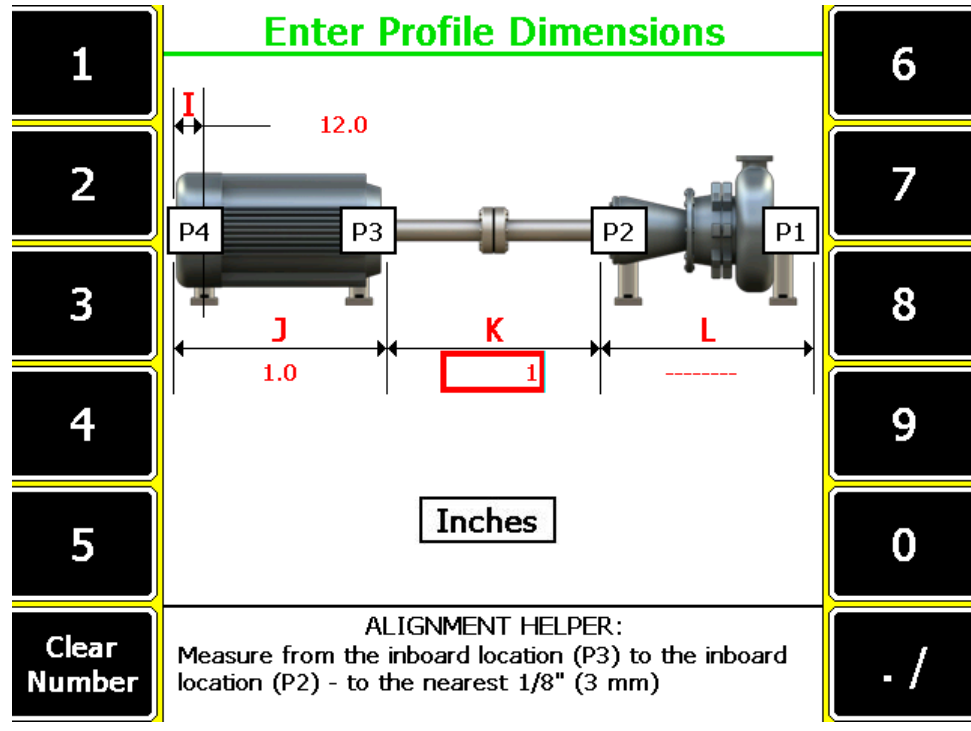 Enter Profile Dimensions
1
2
3
4
5
Clear
Number
I
12.0
P4
P3
P2
P1
J
K
L
1.0
1
--------
Inches
ALIGNMENT HELPER:
Measure from the inboard location (P3) to the inboard
location (P2) - to the nearest 1/8" (3 mm)
6
7
8
9
0
. /